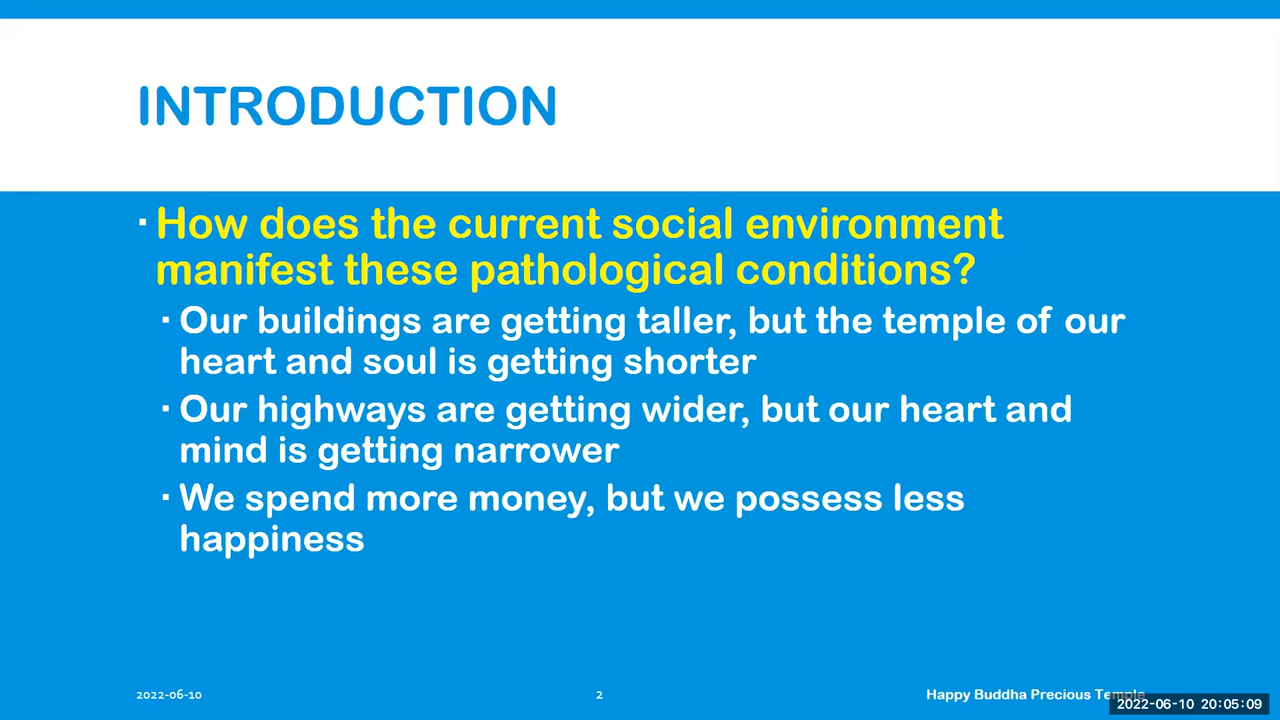 INTRODUCTION
· How does the current social environment
manifest these pathological conditions?
· Our buildings are getting taller, but the temple of our
heart and soul is getting shorter
· Our highways are getting wider, but our heart and
mind is getting narrower
· We spend more money, but we possess less
happiness
2022-06-10
2
Happy Buddha Precious Temple
2022-06-10 20:05:09